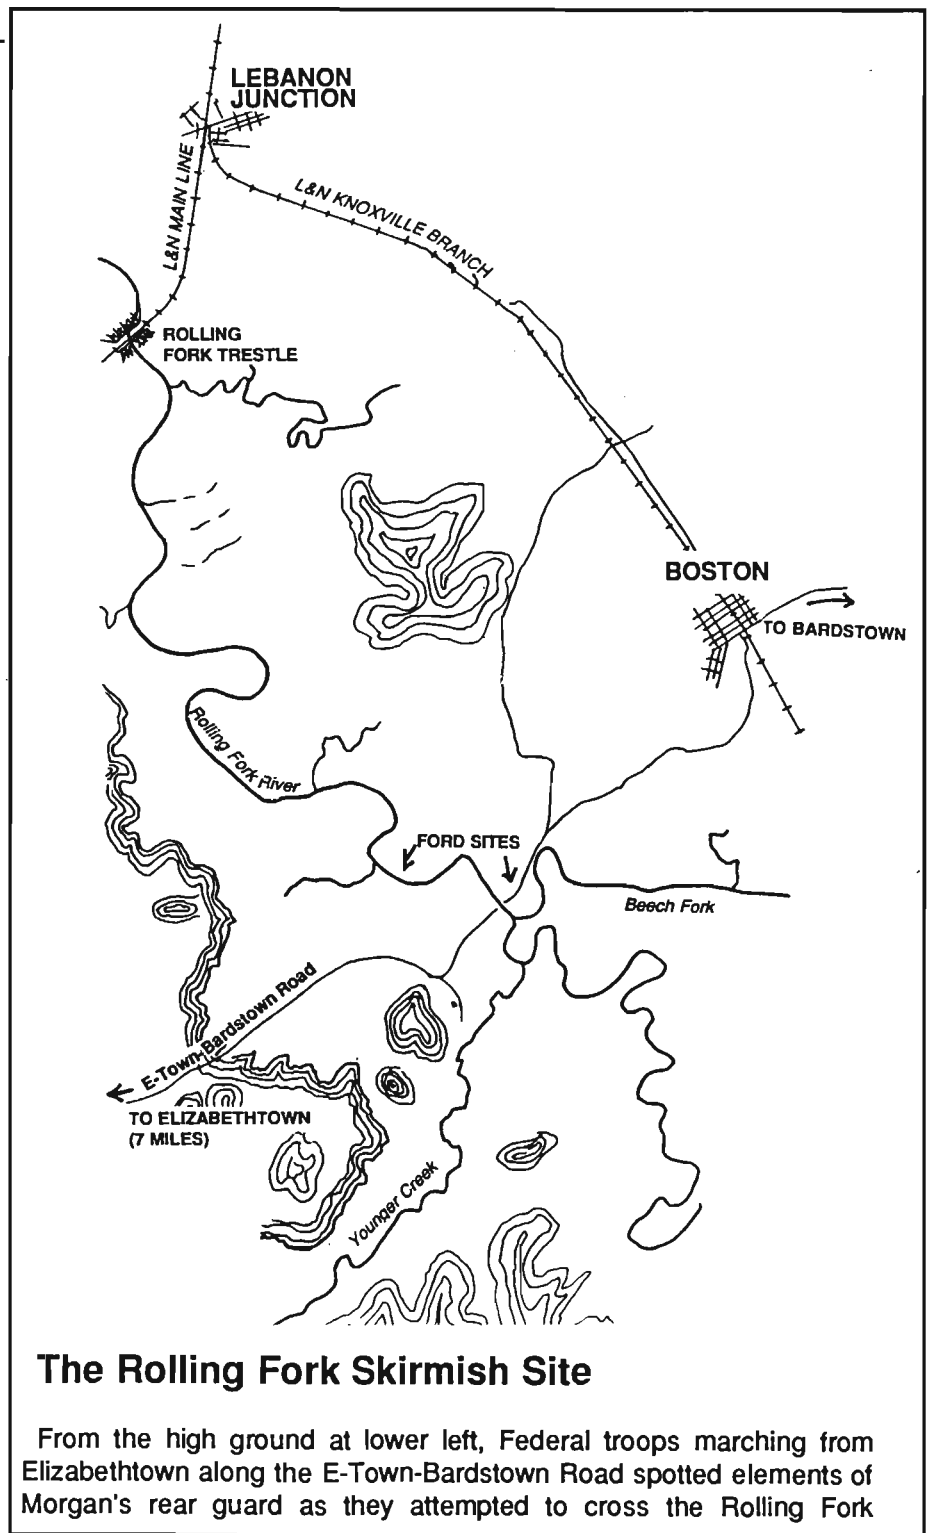 LEBANON
JUNCTION
L&N MAIN LINE
L&N KNOXVILLE BRANCH
ROLLING
FORK TRESTLE
BOSTON
TO BARDSTOWN
Rolling Fork River
FORD SITES
Beech Fork
E-Town-Bardstown Road
TO ELIZABETHTOWN
(7 MILES)
Younger Creek
The Rolling Fork Skirmish Site
From the high ground at lower left, Federal troops marching from
Elizabethtown along the E-Town-Bardstown Road spotted elements of
Morgan's rear guard as they attempted to cross the Rolling Fork